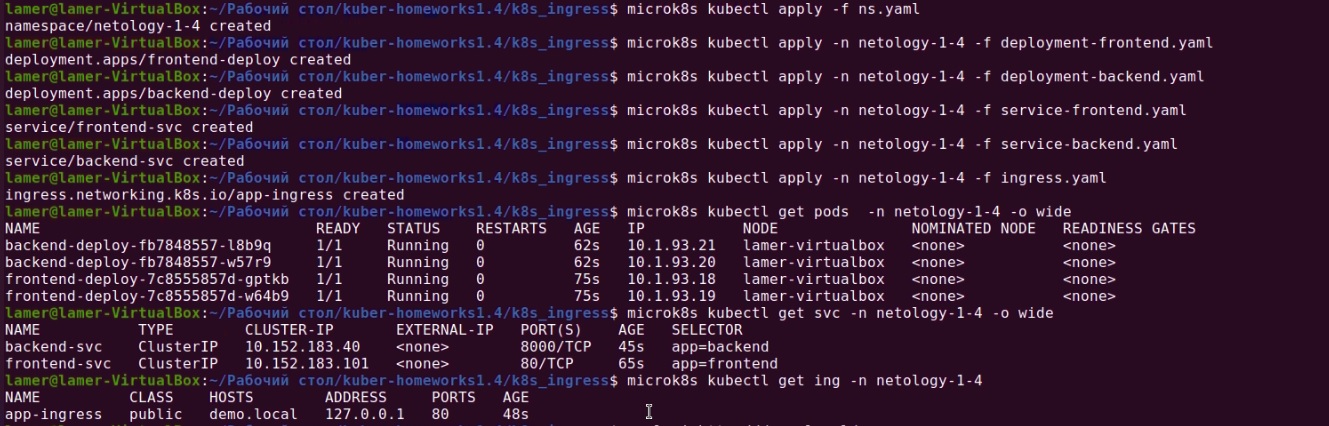 lamer@lamer-VirtualBox:~/Рабочий стол/kuber-homeworks1.4/k8s_ingress$ microk8s kubectl apply -f ns.yaml
namespace/netology-1-4 created
lamer@lamer-VirtualBox:~/Рабочий стол/kuber-homeworks1.4/k8s_ingress$ microk8s kubectl apply -n netology-1-4 -f deployment-frontend.yaml
deployment.apps/frontend-deploy created
lamer@lamer-VirtualBox:~/Рабочий стол/kuber-homeworks1.4/k8s_ingress$ microk8s kubectl apply -n netology-1-4 -f deployment-backend.yaml
deployment.apps/backend-deploy created
lamer@lamer-VirtualBox:~/Рабочий стол/kuber-homeworks1.4/k8s_ingress$ microk8s kubectl apply -n netology-1-4 -f service-frontend.yaml
service/frontend-svc created
lamer@lamer-VirtualBox:~/Рабочий стол/kuber-homeworks1.4/k8s_ingress$ microk8s kubectl apply -n netology-1-4 -f service-backend.yaml
service/backend-svc created
lamer@lamer-VirtualBox:~/Рабочий стол/kuber-homeworks1.4/k8s_ingress$ microk8s kubectl apply -n netology-1-4 -f ingress.yaml
ingress.networking.k8s.io/app-ingress created
lamer@lamer-VirtualBox:~/Рабочий стол/kuber-homeworks1.4/k8s_ingress$ microk8s kubectl get pods  -n netology-1-4 -o wide
NAME                               READY   STATUS    RESTARTS   AGE   IP           NODE               NOMINATED NODE   READINESS GATES
backend-deploy-fb7848557-l8b9q     1/1     Running   0          62s   10.1.93.21   lamer-virtualbox   <none>           <none>
backend-deploy-fb7848557-w57r9     1/1     Running   0          62s   10.1.93.20   lamer-virtualbox   <none>           <none>
frontend-deploy-7c8555857d-gptkb   1/1     Running   0          75s   10.1.93.18   lamer-virtualbox   <none>           <none>
frontend-deploy-7c8555857d-w64b9   1/1     Running   0          75s   10.1.93.19   lamer-virtualbox   <none>           <none>
lamer@lamer-VirtualBox:~/Рабочий стол/kuber-homeworks1.4/k8s_ingress$ microk8s kubectl get svc -n netology-1-4 -o wide
NAME           TYPE        CLUSTER-IP       EXTERNAL-IP   PORT(S)    AGE   SELECTOR
backend-svc    ClusterIP   10.152.183.40    <none>        8000/TCP   45s   app=backend
frontend-svc   ClusterIP   10.152.183.101   <none>        80/TCP     65s   app=frontend
lamer@lamer-VirtualBox:~/Рабочий стол/kuber-homeworks1.4/k8s_ingress$ microk8s kubectl get ing -n netology-1-4
NAME          CLASS    HOSTS        ADDRESS     PORTS   AGE
app-ingress   public   demo.local   127.0.0.1   80      48s